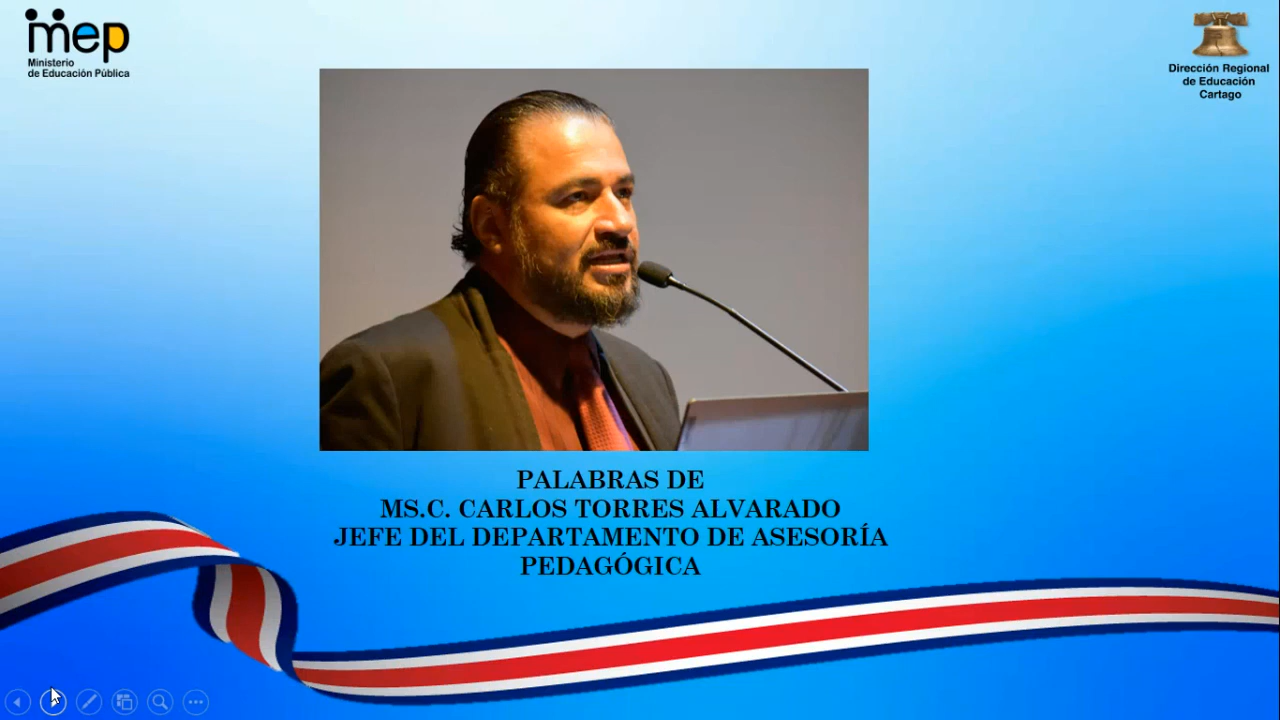 mep
Ministerio
de Educación Pública
Dirección Regional
de Educación
Cartago
PALABRAS DE
MS.C. CARLOS TORRES ALVARADO
JEFE DEL DEPARTAMENTO DE ASESORÍA
PEDAGÓGICA